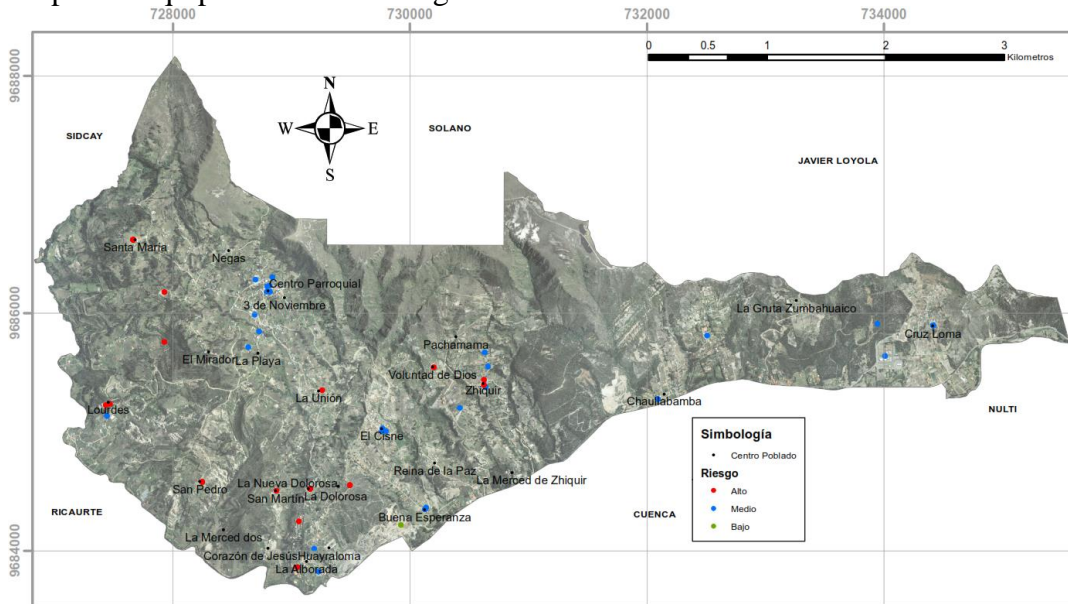 728000 730000 732000 734000
9688000
9686000
9684000
0 0.5 1 2 3
Kilometros
N
W E
S
SIDCAY
SOLANO
JAVIER LOYOLA
Santa María
Negas
Centro Parroquial
3 de Noviembre
La Gruta Zumbahuaico
Cruz Loma
El Mirador
La Playa
Pachamama
Voluntad de Dios
Zhiquir
La Unión
Chaullabamba
Lourdes
NULTI
El Cisne
Simbología
Centro Poblado
Riesgo
Alto
Medio
Bajo
Reina de la Paz
La Merced de Zhiquir
La Nueva Dolorosa
San Pedro
San Martín
La Dolorosa
RICAURTE
Buena Esperanza
CUENCA
La Merced dos
Corazón de Jesús
Huayraloma
La Alborada